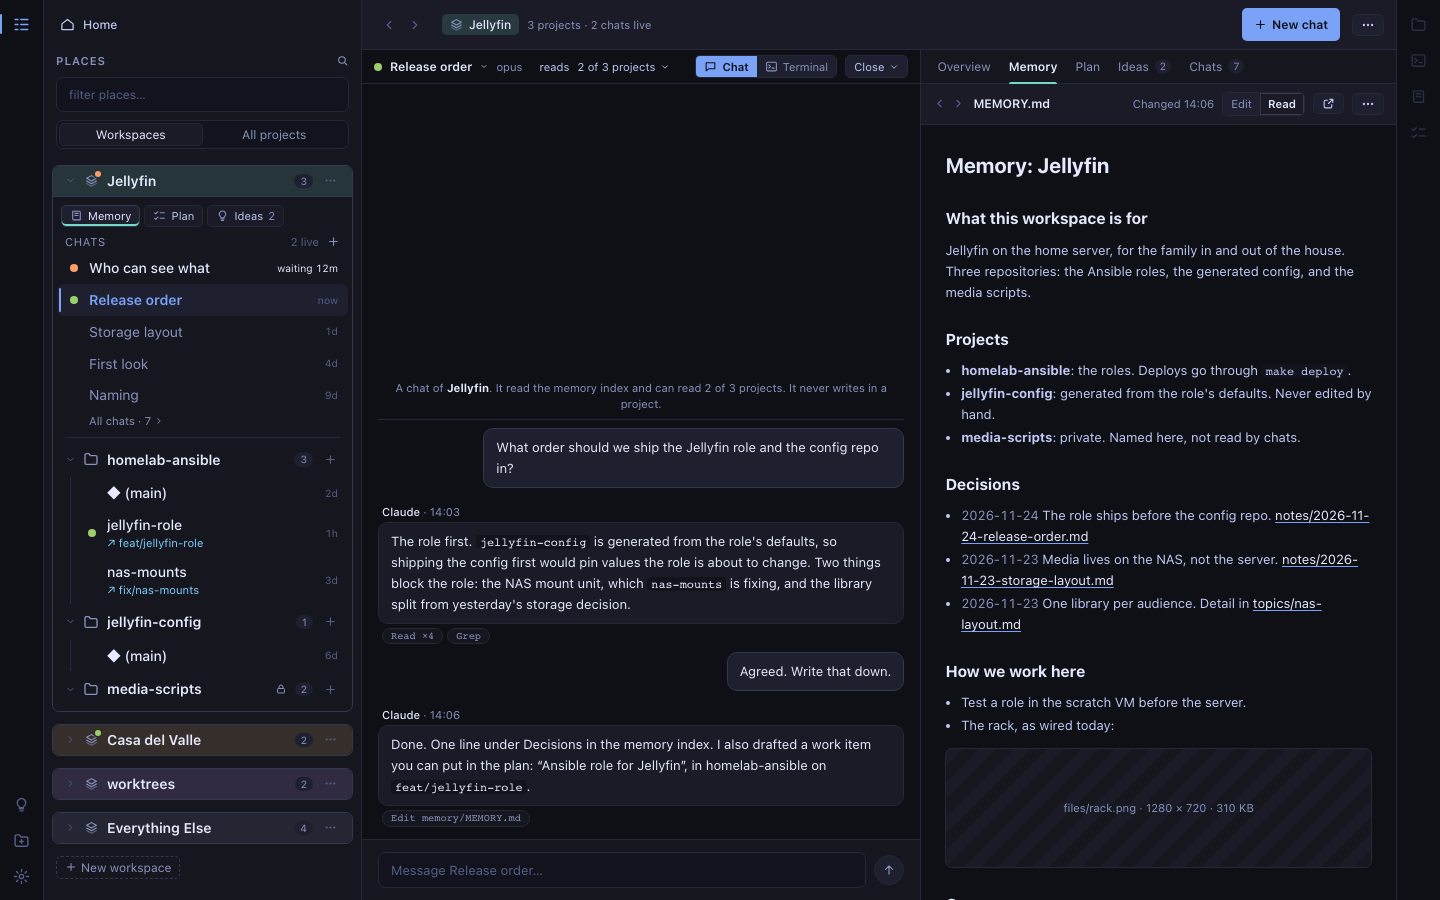 Home
PLACES
filter places...
Workspaces
All projects
Jellyfin
3
Memory
Plan
Ideas 2
CHATS
2 live
Who can see what
waiting 12m
Release order
now
Storage layout
1d
First look
4d
Naming
9d
All chats · 7
homelab-ansible
3
(main)
2d
jellyfin-role
1h
↗ feat/jellyfin-role
nas-mounts
3d
↗ fix/nas-mounts
jellyfin-config
1
(main)
6d
media-scripts
2
Casa del Valle
2
worktrees
2
Everything Else
4
+ New workspace
Jellyfin
3 projects · 2 chats live
+ New chat
Release order
opus
reads 2 of 3 projects
Chat
Terminal
Close
A chat of Jellyfin. It read the memory index and can read 2 of 3 projects. It never writes in a
project.
What order should we ship the Jellyfin role and the config repo
in?
Claude · 14:03
The role first. jellyfin-config is generated from the role's defaults, so
shipping the config first would pin values the role is about to change. Two things
block the role: the NAS mount unit, which nas-mounts is fixing, and the library
split from yesterday's storage decision.
Read ×4
Grep
Agreed. Write that down.
Claude · 14:06
Done. One line under Decisions in the memory index. I also drafted a work item
you can put in the plan: “Ansible role for Jellyfin”, in homelab-ansible on
feat/jellyfin-role.
Edit memory/MEMORY.md
Message Release order...
Overview
Memory
Plan
Ideas 2
Chats 7
MEMORY.md
Changed 14:06
Edit
Read
Memory: Jellyfin
What this workspace is for
Jellyfin on the home server, for the family in and out of the house.
Three repositories: the Ansible roles, the generated config, and the
media scripts.
Projects
• homelab-ansible: the roles. Deploys go through make deploy.
• jellyfin-config: generated from the role's defaults. Never edited by
hand.
• media-scripts: private. Named here, not read by chats.
Decisions
• 2026-11-24 The role ships before the config repo. notes/2026-11-
24-release-order.md
• 2026-11-23 Media lives on the NAS, not the server. notes/2026-
11-23-storage-layout.md
• 2026-11-23 One library per audience. Detail in topics/nas-
layout.md
How we work here
• Test a role in the scratch VM before the server.
• The rack, as wired today:
files/rack.png · 1280 × 720 · 310 KB